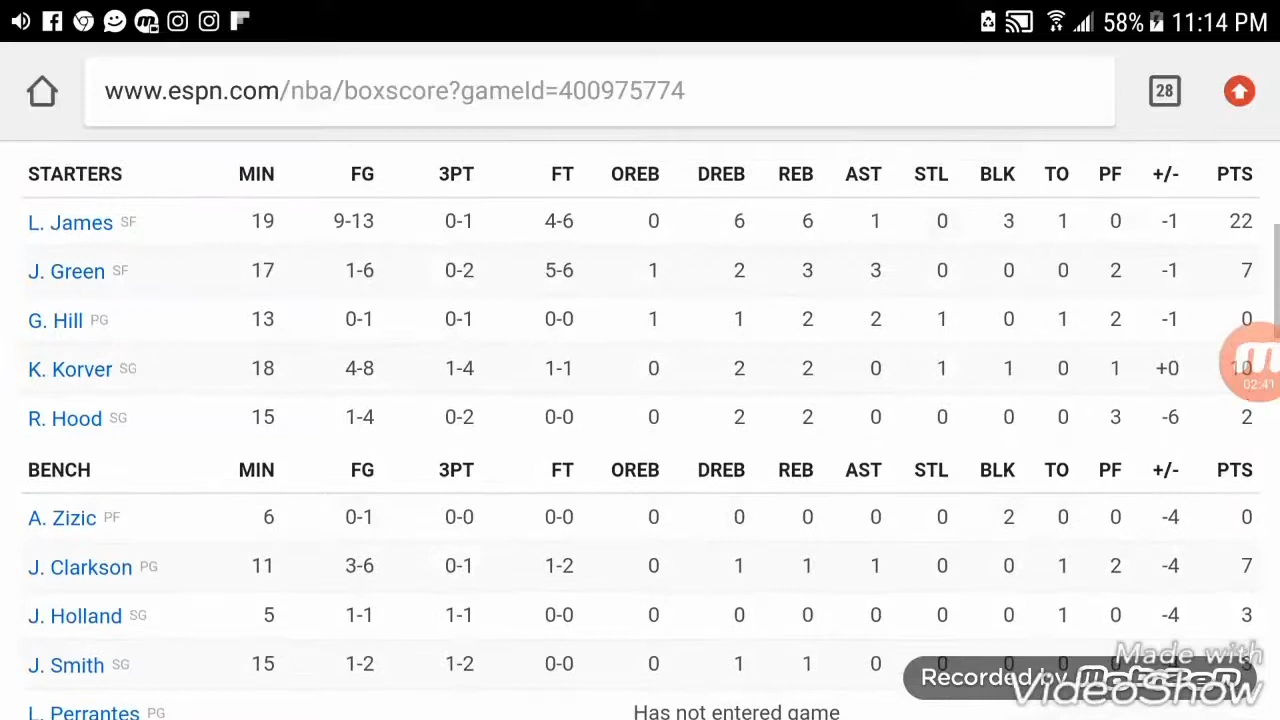 58% 11:14 PM
www.espn.com/nba/boxscore?gameId=400975774
28
STARTERS MIN FG 3PT FT OREB DREB REB AST STL BLK TO PF +/- PTS
L. James SF 19 9-13 0-1 4-6 0 6 6 1 0 3 1 0 -1 22
J. Green SF 17 1-6 0-2 5-6 1 2 3 3 0 0 0 2 -1 7
G. Hill PG 13 0-1 0-1 0-0 1 1 2 2 1 0 1 2 -1 0
K. Korver SG 18 4-8 1-4 1-1 0 2 2 0 1 1 0 1 +0 10
02:41
R. Hood SG 15 1-4 0-2 0-0 0 2 2 0 0 0 0 3 -6 2
BENCH MIN FG 3PT FT OREB DREB REB AST STL BLK TO PF +/- PTS
A. Zizic PF 6 0-1 0-0 0-0 0 0 0 0 0 2 0 0 -4 0
J. Clarkson PG 11 3-6 0-1 1-2 0 1 1 1 0 0 1 2 -4 7
J. Holland SG 5 1-1 1-1 0-0 0 0 0 0 0 0 1 0 -4 3
J. Smith SG 15 1-2 1-2 0-0 0 1 1 0
Made with
Recorded by
VideoShow
L. Perrantes PG Has not entered game